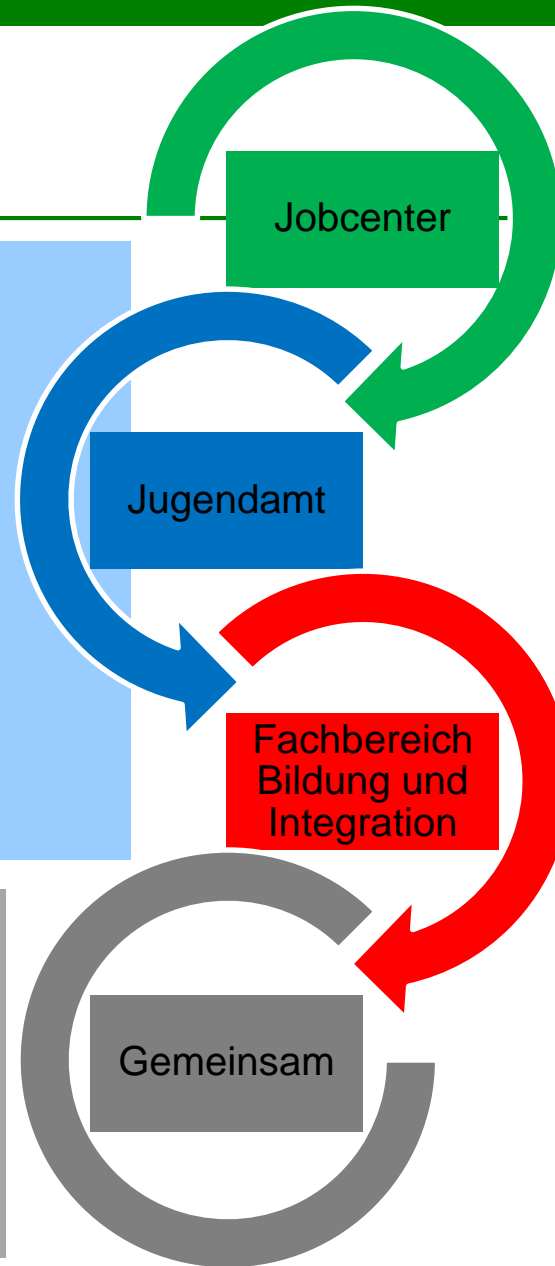 Jobcenter
Jugendamt
Fachbereich
Bildung und
Integration
Gemeinsam